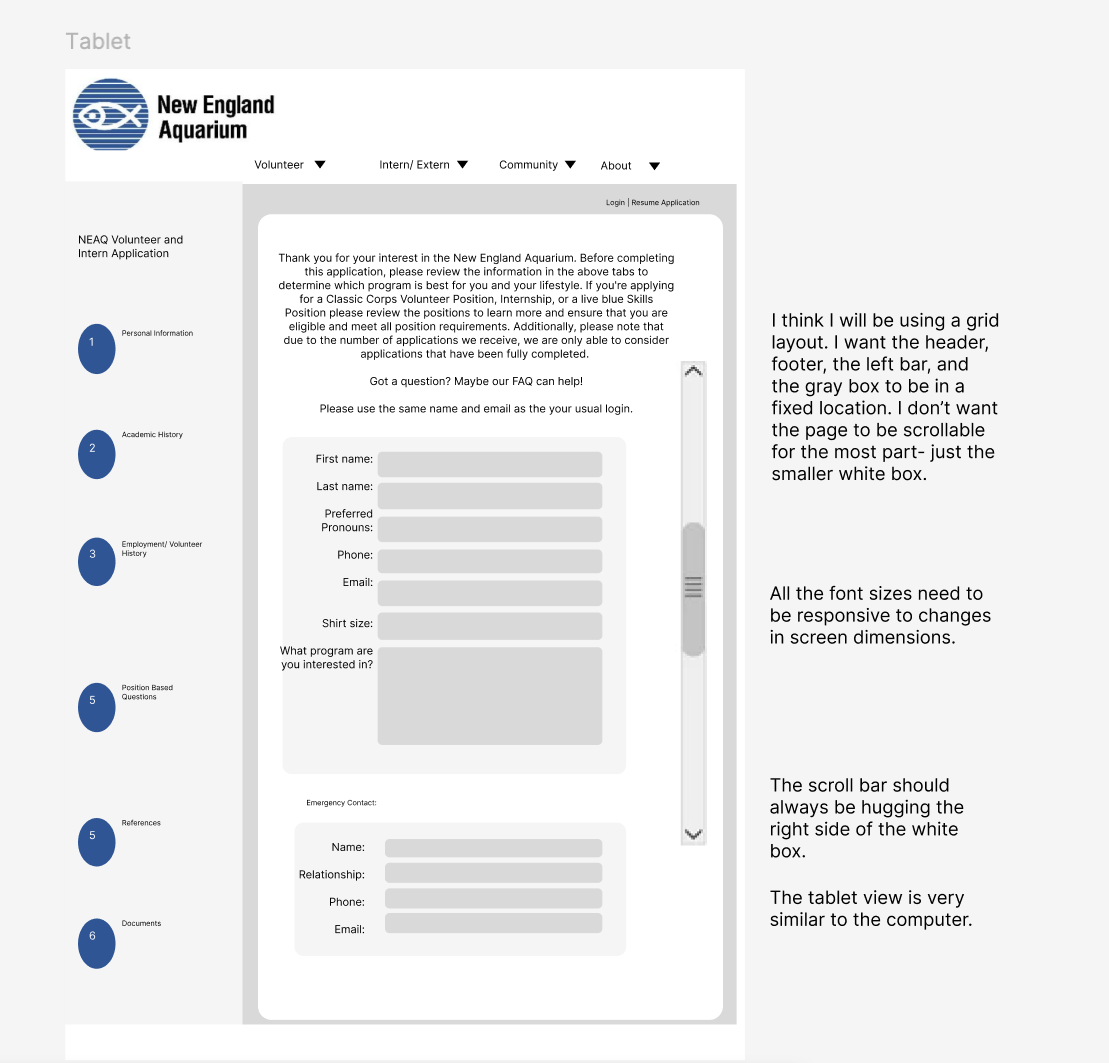 Tablet
New England
Aquarium
Volunteer
Intern/ Extern
Community
About
Login | Resume Application
NEAQ Volunteer and
Intern Application
1
Personal Information
2
Academic History
3
Employment/ Volunteer
History
5
Position Based
Questions
5
References
6
Documents
Thank you for your interest in the New England Aquarium. Before completing
this application, please review the information in the above tabs to
determine which program is best for you and your lifestyle. If you're applying
for a Classic Corps Volunteer Position, Internship, or a live blue Skills
Position please review the positions to learn more and ensure that you are
eligible and meet all position requirements. Additionally, please note that
due to the number of applications we receive, we are only able to consider
applications that have been fully completed.
Got a question? Maybe our FAQ can help!
Please use the same name and email as the your usual login.
First name:
Last name:
Preferred
Pronouns:
Phone:
Email:
Shirt size:
What program are
you interested in?
Emergency Contact:
Name:
Relationship:
Phone:
Email:
I think I will be using a grid
layout. I want the header,
footer, the left bar, and
the gray box to be in a
fixed location. I don’t want
the page to be scrollable
for the most part- just the
smaller white box.
All the font sizes need to
be responsive to changes
in screen dimensions.
The scroll bar should
always be hugging the
right side of the white
box.
The tablet view is very
similar to the computer.